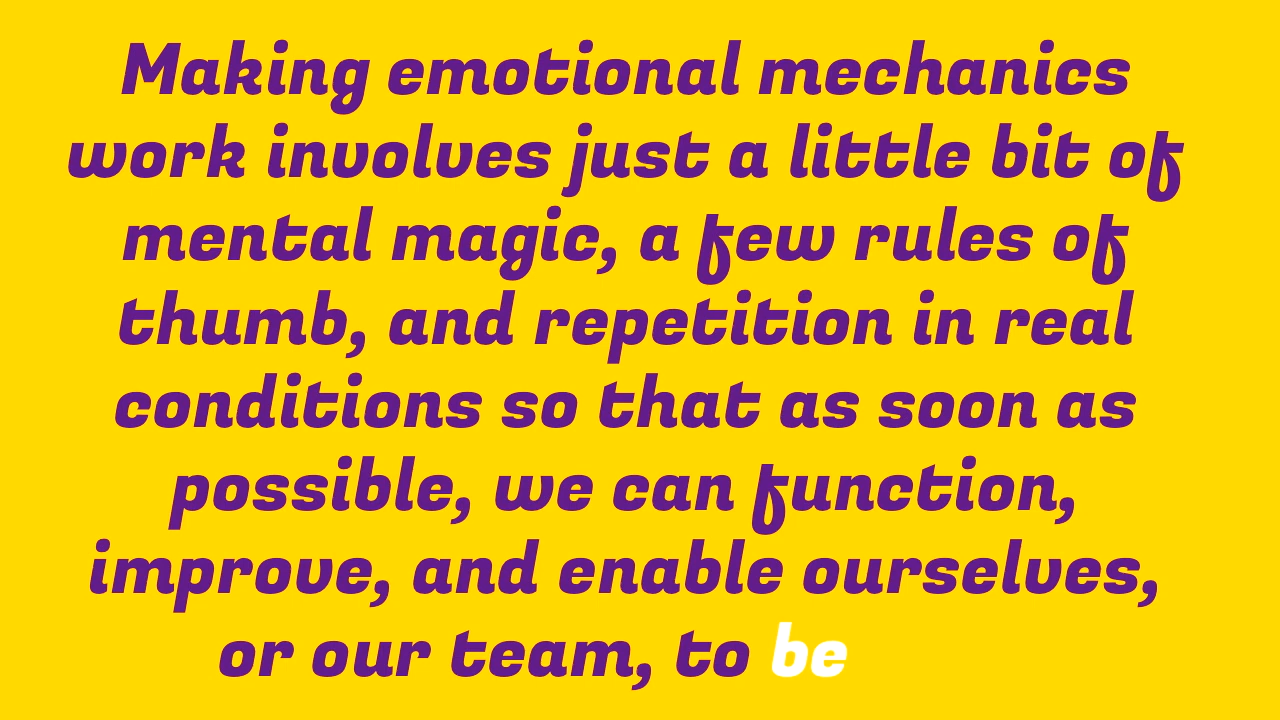 Making emotional mechanics
work involves just a little bit of
mental magic, a few rules of
thumb, and repetition in real
conditions so that as soon as
possible, we can function,
improve, and enable ourselves,
or our team, to be